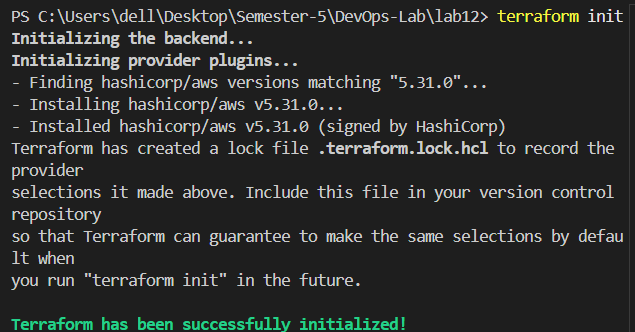 PS C:\Users\dell\Desktop\Semester-5\DevOps-Lab\lab12> terraform init
Initializing the backend...
Initializing provider plugins...
- Finding hashicorp/aws versions matching "5.31.0"...
- Installing hashicorp/aws v5.31.0...
- Installed hashicorp/aws v5.31.0 (signed by HashiCorp)
Terraform has created a lock file .terraform.lock.hcl to record the
provider
selections it made above. Include this file in your version control
repository
so that Terraform can guarantee to make the same selections by defau
lt when
you run "terraform init" in the future.
Terraform has been successfully initialized!